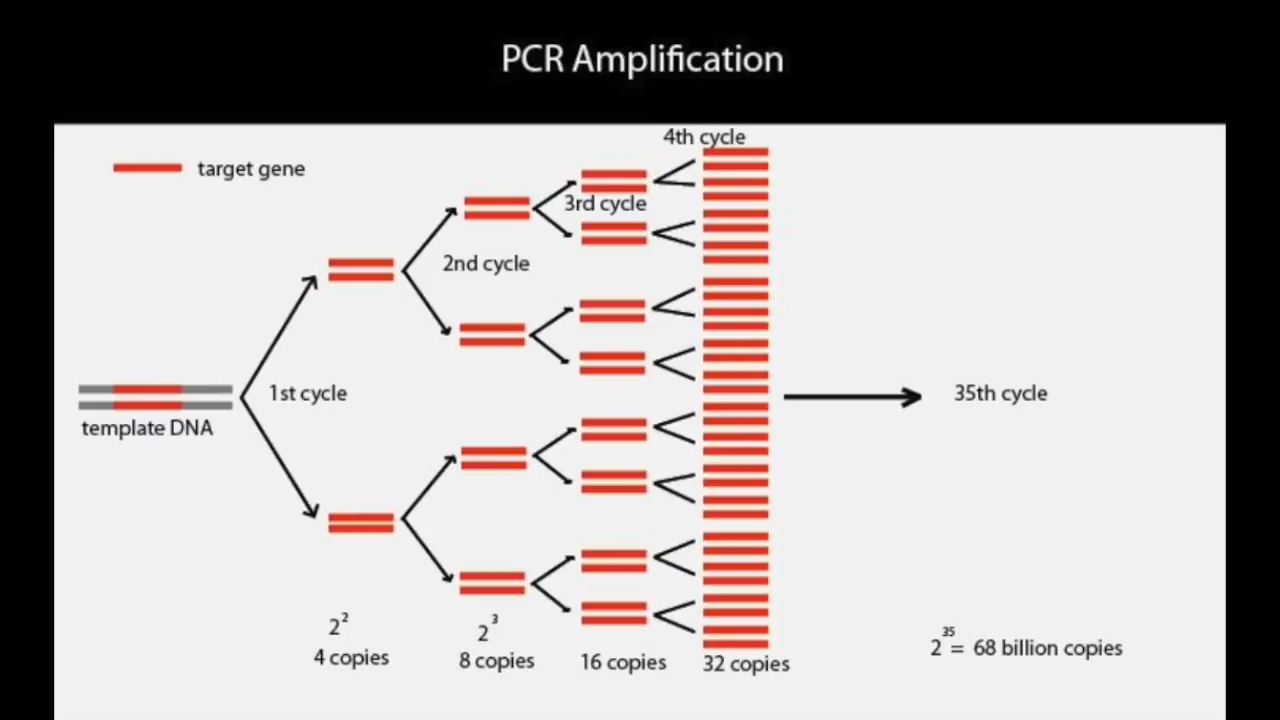 PCR Amplification
4th cycle
target gene
3rd cycle
2nd cycle
1st cycle
35th cycle
template DNA
2²
4 copies
2³
8 copies
16 copies
32 copies
2³⁵= 68 billion copies